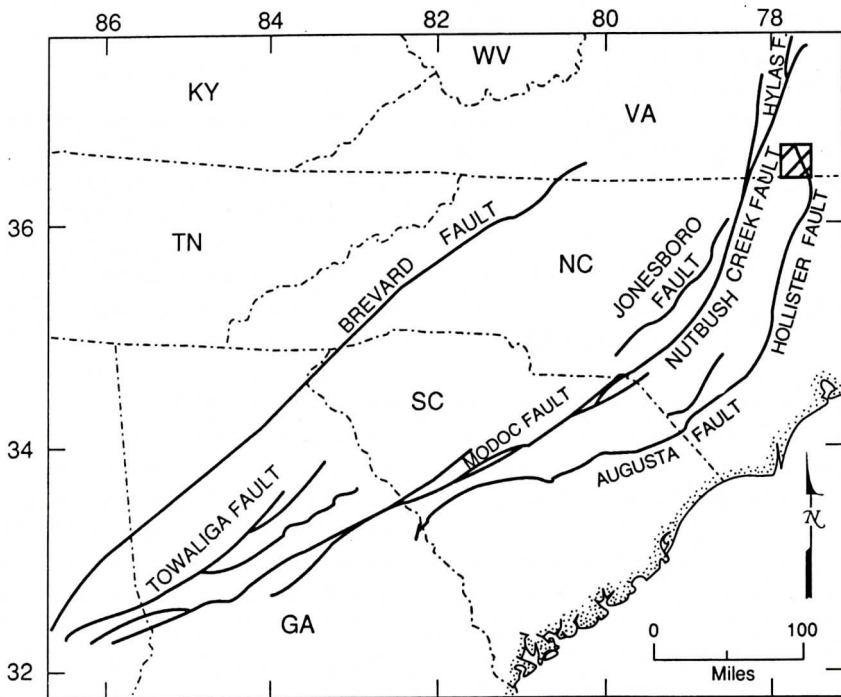 86 84 82 80 78
WV
KY
VA
HYLAS F.
36
TN
BREVARD FAULT
NC
JONESBORO
FAULT
NUTBUSH CREEK FAULT
HOLLISTER FAULT
SC
MODOC FAULT
34
AUGUSTA FAULT
TOWALIGA FAULT
N
GA
0 100
32
Miles